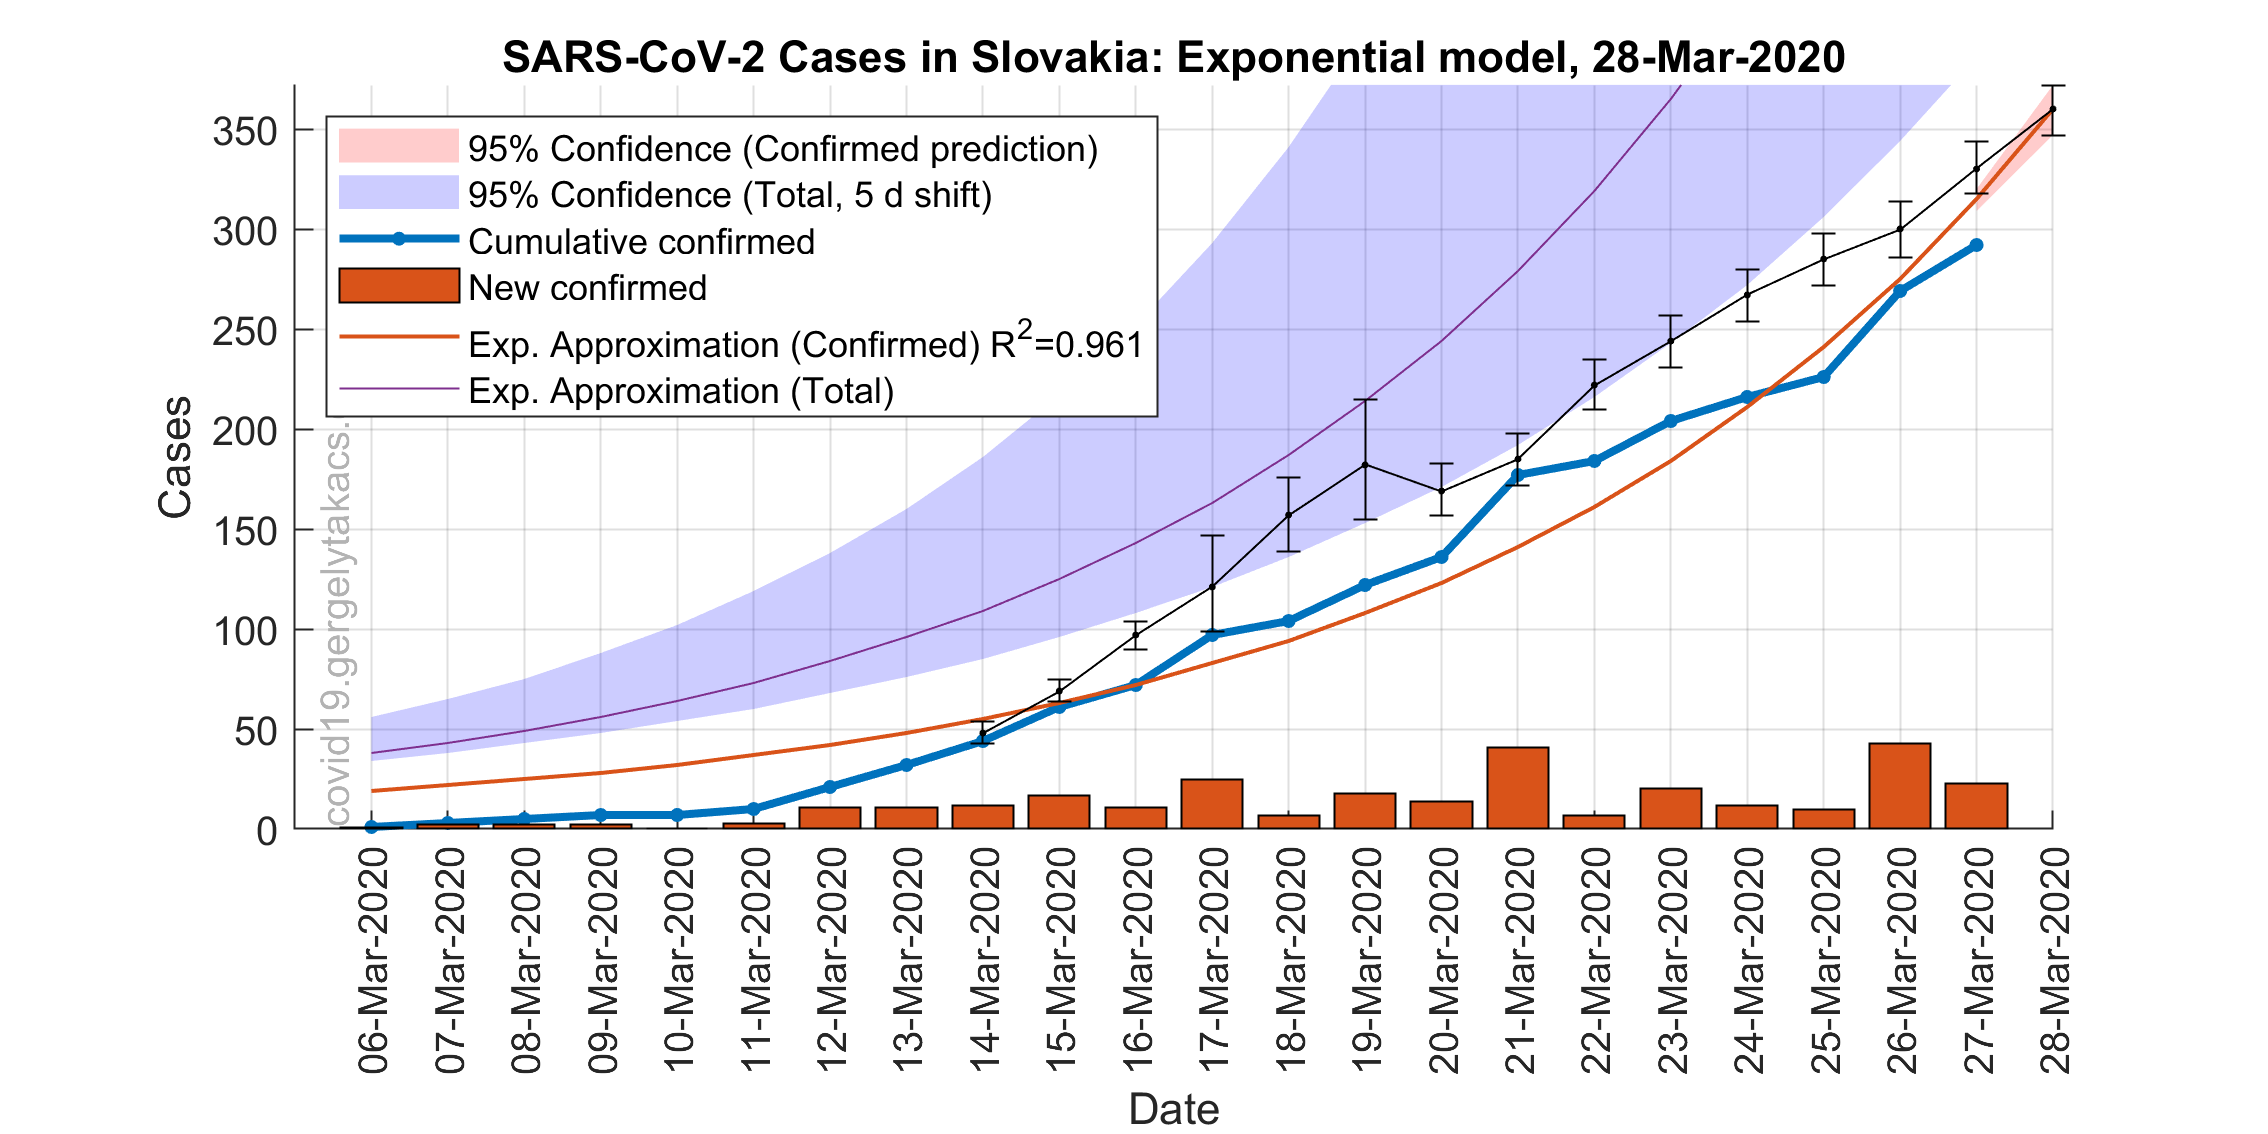 SARS-CoV-2 Cases in Slovakia: Exponential model, 28-Mar-2020
95% Confidence (Confirmed prediction)
95% Confidence (Total, 5 d shift)
Cumulative confirmed
New confirmed
Exp. Approximation (Confirmed) R²=0.961
Exp. Approximation (Total)
350
300
250
200
150
100
50
0
Cases
covid19.gergelytakacs.
06-Mar-2020
07-Mar-2020
08-Mar-2020
09-Mar-2020
10-Mar-2020
11-Mar-2020
12-Mar-2020
13-Mar-2020
14-Mar-2020
15-Mar-2020
16-Mar-2020
17-Mar-2020
18-Mar-2020
19-Mar-2020
20-Mar-2020
21-Mar-2020
22-Mar-2020
23-Mar-2020
24-Mar-2020
25-Mar-2020
26-Mar-2020
27-Mar-2020
28-Mar-2020
Date